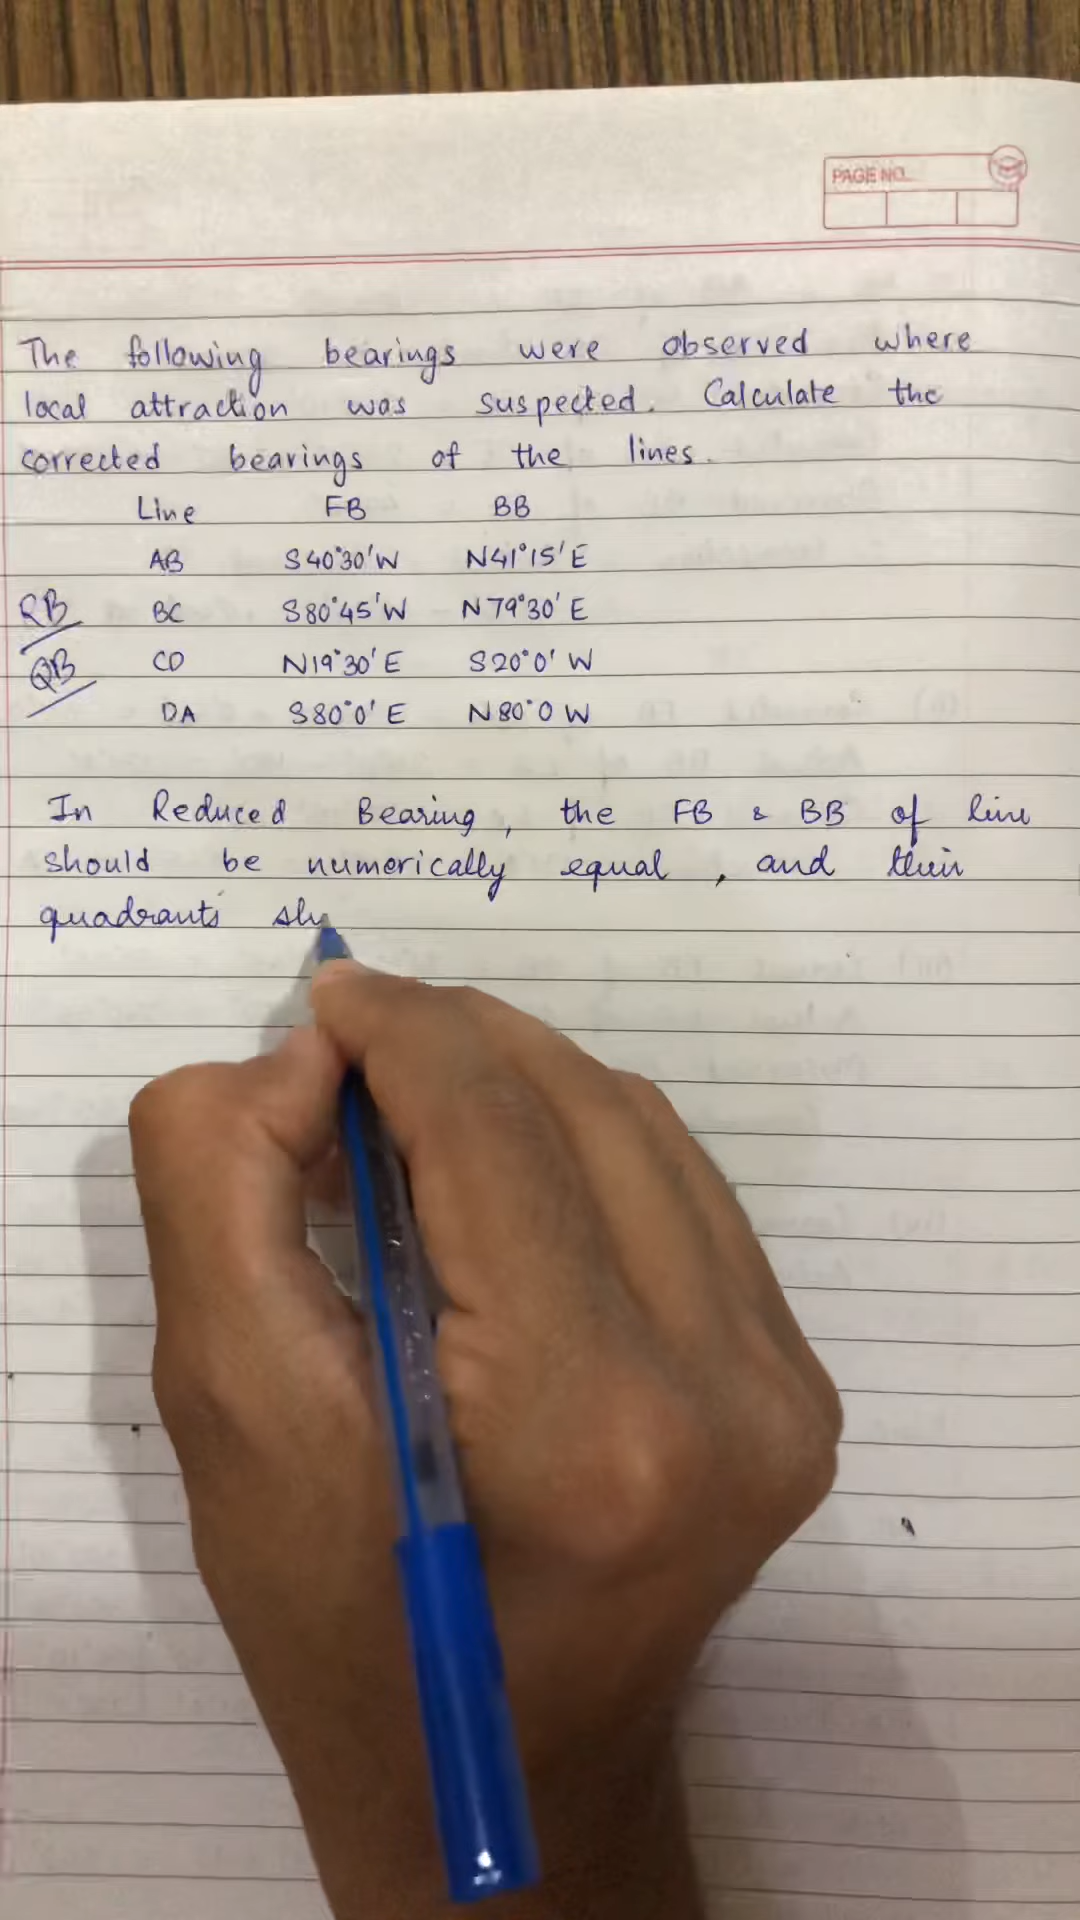 PAGE NO.
The following bearings were observed where
local attraction was suspected. Calculate the
corrected bearings of the lines.
Line FB BB
AB S40°30'W N41°15'E
RB BC S80°45'W N79°30'E
QB CD N19°30'E S20°0'W
DA S80°0'E N80°0W
In Reduced Bearing, the FB & BB of line
should be numerically equal, and their
quadrants